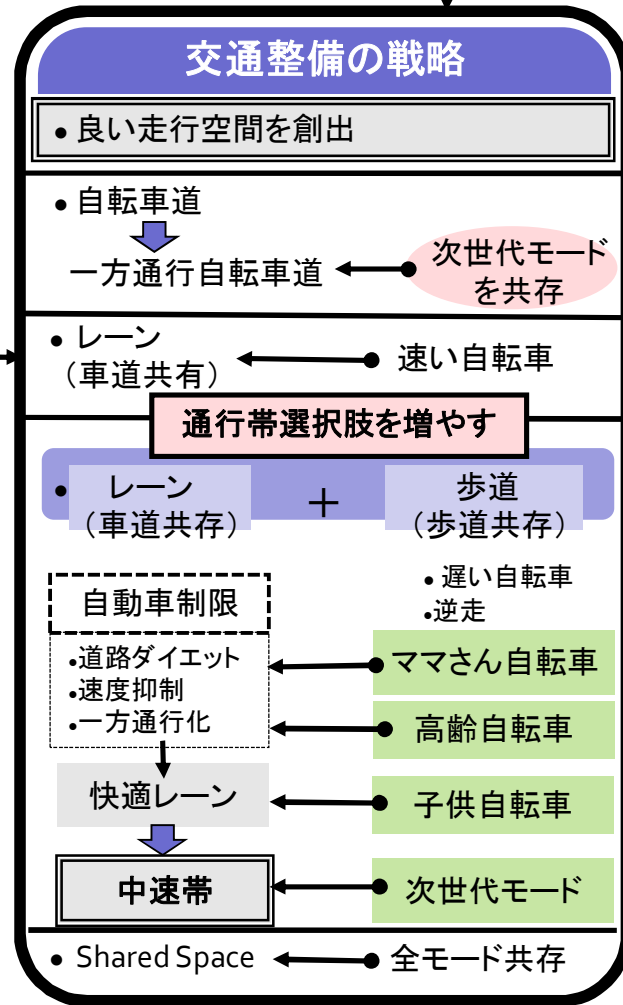 交通整備の戦略
• 良い走行空間を創出
• 自転車道
一方通行自転車道
次世代モード
を共存
• レーン
（車道共有）
速い自転車
通行帯選択肢を増やす
• レーン
（車道共存）
＋
歩道
（歩道共存）
• 遅い自転車
•逆走
自動車制限
•道路ダイエット
•速度抑制
•一方通行化
ママさん自転車
高齢自転車
快適レーン
子供自転車
中速帯
次世代モード
• Shared Space
全モード共存